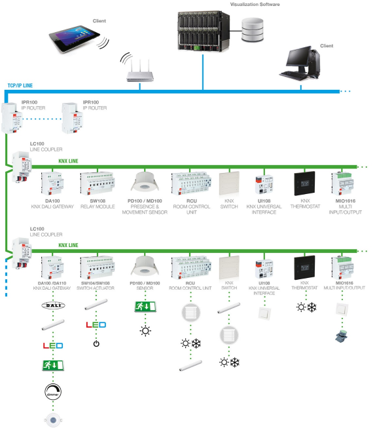 Visualization Software
Client
Client
TCP/IP LINE
IPR100
IP ROUTER
IPR100
IP ROUTER
LC100
LINE COUPLER
KNX LINE
DA100
KNX DALI GATEWAY
SW108
RELAY MODULE
PD100 / MD100
PRESENCE &
MOVEMENT SENSOR
RCU
ROOM CONTROL
UNIT
KNX
SWITCH
UI108
KNX UNIVERSAL
INTERFACE
KNX
THERMOSTAT
MIO1616
MULTI
INPUT/OUTPUT
LC100
LINE COUPLER
KNX LINE
DA100 /DA110
KNX DALI GATEWAY
SW104/SW108
SWITCH ACTUATOR
PD100 / MD100
SENSOR
RCU
ROOM CONTROL UNIT
KNX
SWITCH
UI108
KNX UNIVERSAL
INTERFACE
KNX
THERMOSTAT
MIO1616
MULTI INPUT/OUTPUT
DALI
LED
LED
dimmer